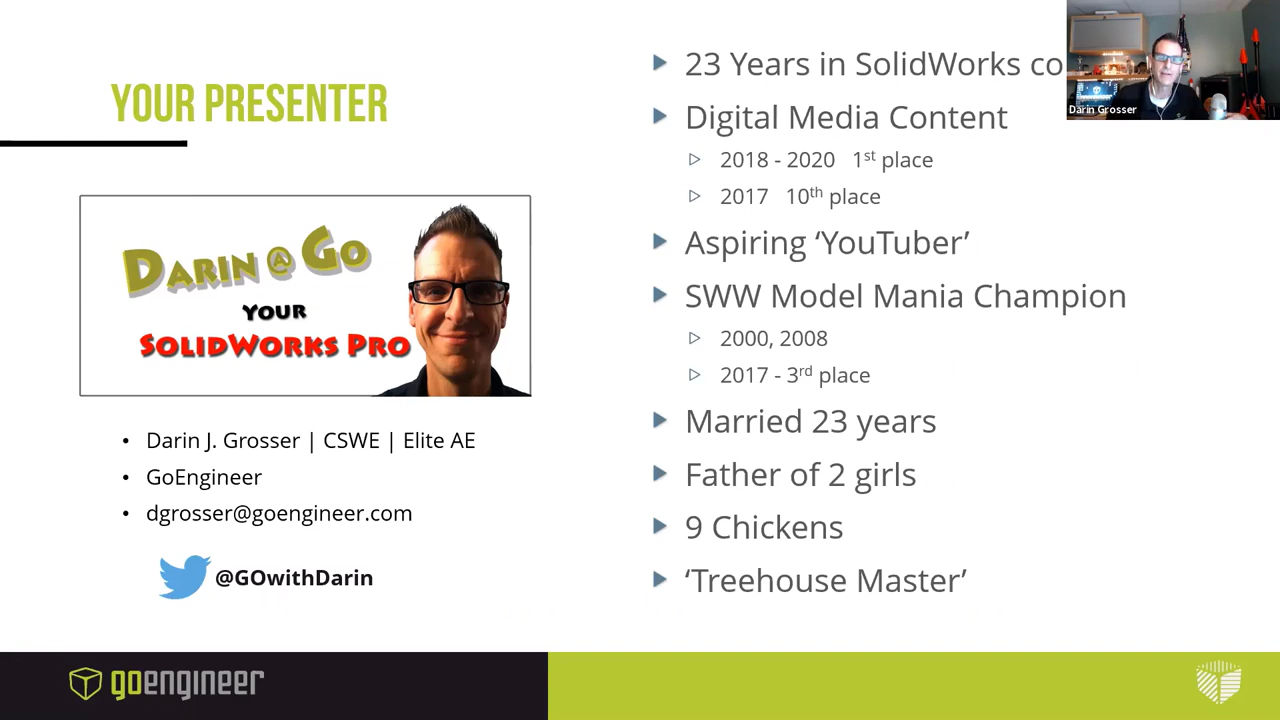 YOUR PRESENTER
DARIN @ GO
YOUR
SOLIDWORKS PRO
Darin J. Grosser | CSWE | Elite AE
GoEngineer
dgrosser@goengineer.com
@GOwithDarin
23 Years in SolidWorks co
Digital Media Content
2018 - 2020 1st place
2017 10th place
Aspiring ‘YouTuber’
SWW Model Mania Champion
2000, 2008
2017 - 3rd place
Married 23 years
Father of 2 girls
9 Chickens
‘Treehouse Master’
Darin Grosser
goengineer